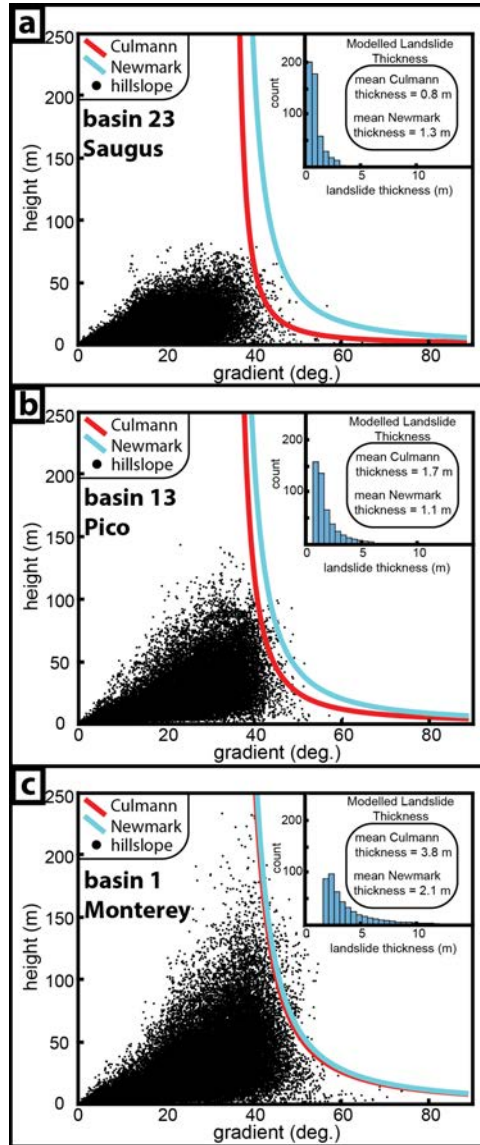 a
250
200
150
100
50
0
height (m)
Culmann
Newmark
hillslope
basin 23
Saugus
Modelled Landslide
Thickness
mean Culmann
thickness = 0.8 m
mean Newmark
thickness = 1.3 m
200
100
count
0 5 10
landslide thickness (m)
0 20 40 60 80
gradient (deg.)
b
250
200
150
100
50
0
height (m)
Culmann
Newmark
hillslope
basin 13
Pico
Modelled Landslide
Thickness
mean Culmann
thickness = 1.7 m
mean Newmark
thickness = 1.1 m
200
100
count
0 5 10
landslide thickness (m)
0 20 40 60 80
gradient (deg.)
c
250
200
150
100
50
0
height (m)
Culmann
Newmark
hillslope
basin 1
Monterey
Modelled Landslide
Thickness
mean Culmann
thickness = 3.8 m
mean Newmark
thickness = 2.1 m
200
100
count
0 5 10
landslide thickness (m)
0 20 40 60 80
gradient (deg.)